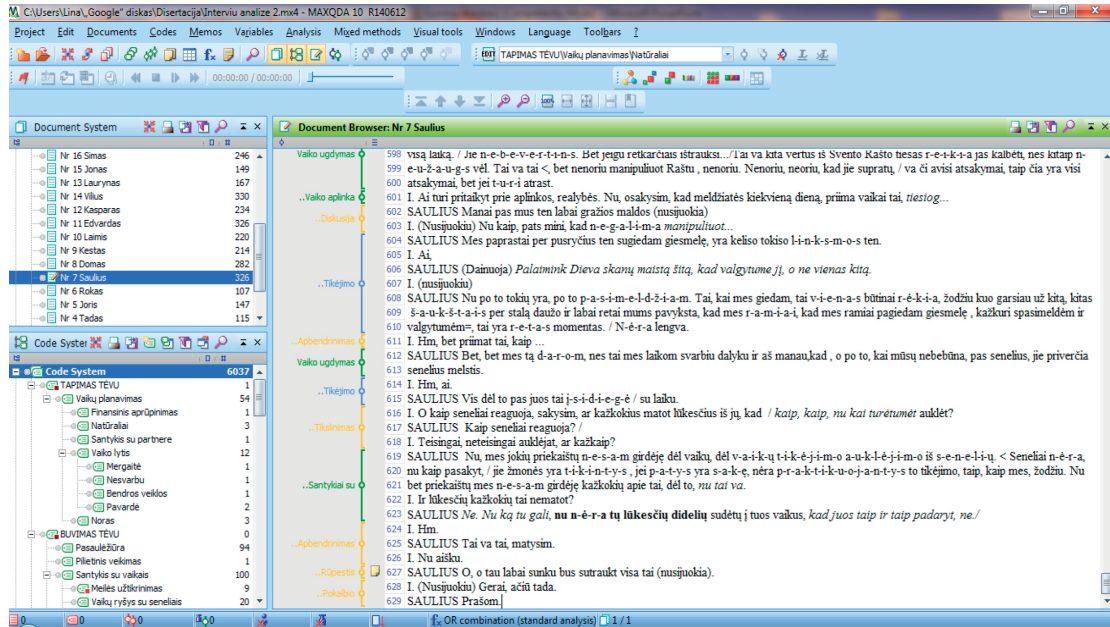 C:\Users\Lina\„Google" diskas\Disertacija\Interviu analize 2.mx4 - MAXQDA 10 R140612
Project Edit Documents Codes Memos Variables Analysis Mixed methods Visual tools Windows Language Toolbars ?
EDIT TAPIMAS TĖVU\Vaikų planavimas\Natūraliai
00:00:00 / 00:00:00
100%
Document System
Nr 16 Simas 246
Nr 15 Jonas 149
Nr 13 Laurynas 167
Nr 14 Vilius 330
Nr 12 Kasparas 234
Nr 11 Edvardas 326
Nr 10 Laimis 220
Nr 9 Kestas 214
Nr 8 Domas 282
Nr 7 Saulius 326
Nr 6 Rokas 107
Nr 5 Joris 147
Nr 4 Tadas 115
Code Syster
Code System 6037
TAPIMAS TĖVU 1
Vaikų planavimas 54
Finansinis aprūpinimas 1
Natūraliai 3
Santykis su partnere 1
Vaiko lytis 12
Mergaitė 1
Nesvarbu 1
Bendros veiklos 1
Pavardė 2
Noras 3
BUVIMAS TĖVU 0
Pasaulėžiūra 94
Pilietinis veikimas 1
Santykis su vaikais 100
Meilės užtikrinimas 9
Vaikų ryšys su seneliais 20
Document Browser: Nr 7 Saulius
Vaiko ugdymas
..Vaiko aplinka
..Diskusija
..Tikėjimo
..Apbendrinimas
Vaiko ugdymas
..Tikėjimo
..Tikslinimas
..Santykiai su
..Apbendrinimas
..Rūpestis
..Pokalbio
598 visą laiką. / Jie n-e-b-e-v-e-r-t-i-n-s. Bet jeigu retkarčiais ištrauksi.../Tai va kita vertus iš Švento Rašto tiesas r-e-i-k-i-a jas kalbėti, nes kitaip n-
599 e-u-ž-a-u-g-s vėl. Tai va tai <, bet nenoriu manipuliuot Raštu , nenoriu. Nenoriu, neoriu, kad jie supratų, / va či avisi atsakymai, taip čia yra visi
600 atsakymai, bet jei t-u-r-i atrast.
601 I. Ai turi pritaikyt prie aplinkos, realybės. Nu, osakysim, kad meldžiatės kiekvieną dieną, priima vaikai tai, tiesiog...
602 SAULIUS Manai pas mus ten labai gražios maldos (nusijuokia)
603 I. (Nusijuokiu) Nu kaip, pats mini, kad n-e-g-a-l-i-m-a manipuliuot...
604 SAULIUS Mes paprastai per pusryčius ten sugiedam giesmelę, yra keliso tokiso l-i-n-k-s-m-o-s ten.
605 I. Ai,
606 SAULIUS (Dainuoja) Palaimink Dieva skanų maistą šitą, kad valgytume jį, o ne vienas kitą.
607 I. (nusijuokiu)
608 SAULIUS Nu po to tokių yra, po to p-a-s-i-m-e-l-d-ž-i-a-m. Tai, kai mes giedam, tai v-i-e-n-a-s būtinai r-ė-k-i-a, žodžiu kuo garsiau už kitą, kitas
609 š-a-u-k-š-t-a-i-s per stalą daužo ir labai retai mums pavyksta, kad mes r-a-m-i-a-i, kad mes ramiai pagiedam giesmelę , kažkuri spasimeldėm ir
610 valgytumėm=, tai yra r-e-t-a-s momentas. / N-ė-r-a lengva.
611 I. Hm, bet priimat tai, kaip ...
612 SAULIUS Bet, bet mes tą d-a-r-o-m, nes tai mes laikom svarbiu dalyku ir aš manau,kad , o po to, kai mūsų nebebūna, pas senelius, jie priverčia
613 senelius melstis.
614 I. Hm, ai.
615 SAULIUS Vis dėl to pas juos tai į-s-i-d-i-e-g-ė / su laiku.
616 I. O kaip seneliai reaguoja, sakysim, ar kažkokius matot lūkesčius iš jų, kad / kaip, kaip, nu kai turėtumėt auklėt?
617 SAULIUS Kaip seneliai reaguoja? /
618 I. Teisingai, neteisingai auklėjat, ar kažkaip?
619 SAULIUS Nu, mes jokių priekaištų n-e-s-a-m girdėję dėl vaikų, dėl v-a-i-k-ų t-i-k-ė-j-i-m-o a-u-k-l-ė-j-i-m-o iš s-e-n-e-l-i-ų. < Seneliai n-ė-r-a,
620 nu kaip pasakyt, / jie žmonės yra t-i-k-i-n-t-y-s , jei p-a-t-y-s yra s-a-k-ę, nėra p-r-a-k-t-i-k-u-o-j-a-n-t-y-s to tikėjimo, taip, kaip mes, žodžiu. Nu
621 bet priekaištų mes n-e-s-a-m girdėję kažkokių apie tai, dėl to, nu tai va.
622 I. Ir lūkesčių kažkokių tai nematot?
623 SAULIUS Ne. Nu ką tu gali, nu n-ė-r-a tų lūkesčių didelių sudėtų į tuos vaikus, kad juos taip ir taip padaryt, ne./
624 I. Hm.
625 SAULIUS Tai va tai, matysim.
626 I. Nu aišku.
627 SAULIUS O, o tau labai sunku bus sutraukt visa tai (nusijuokia).
628 I. (Nusijuokiu) Gerai, ačiū tada.
629 SAULIUS Prašom.
0 0 0 0 OR combination (standard analysis) 1 / 1